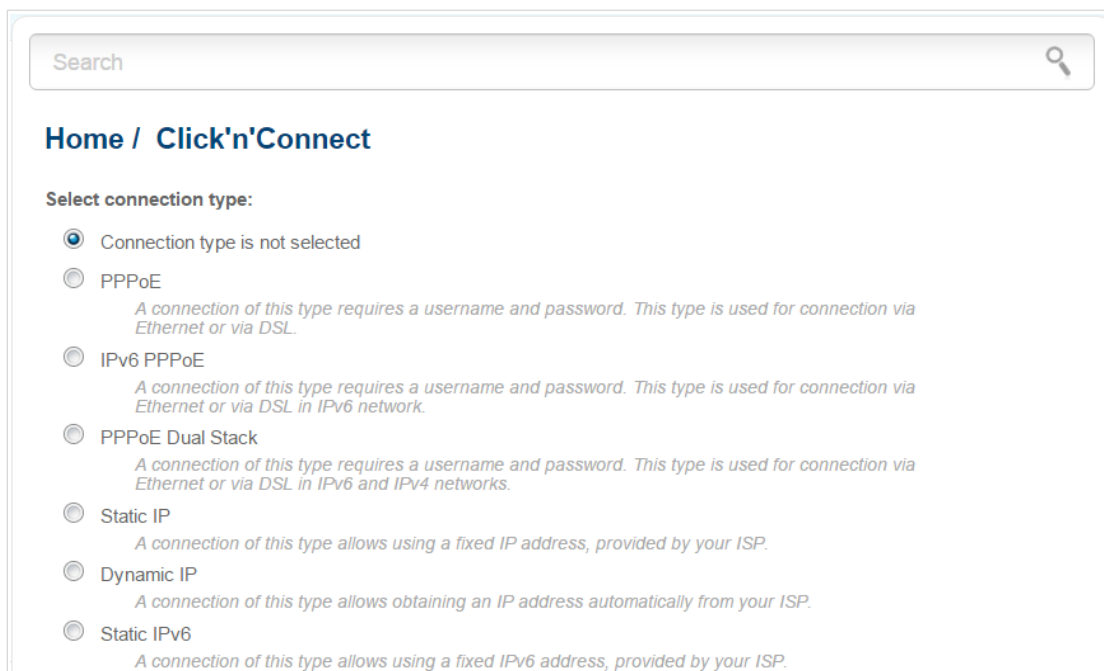 Search
Home / Click'n'Connect
Select connection type:
Connection type is not selected
PPPoE
A connection of this type requires a username and password. This type is used for connection via
Ethernet or via DSL.
IPv6 PPPoE
A connection of this type requires a username and password. This type is used for connection via
Ethernet or via DSL in IPv6 network.
PPPoE Dual Stack
A connection of this type requires a username and password. This type is used for connection via
Ethernet or via DSL in IPv6 and IPv4 networks.
Static IP
A connection of this type allows using a fixed IP address, provided by your ISP.
Dynamic IP
A connection of this type allows obtaining an IP address automatically from your ISP.
Static IPv6
A connection of this type allows using a fixed IPv6 address, provided by your ISP.